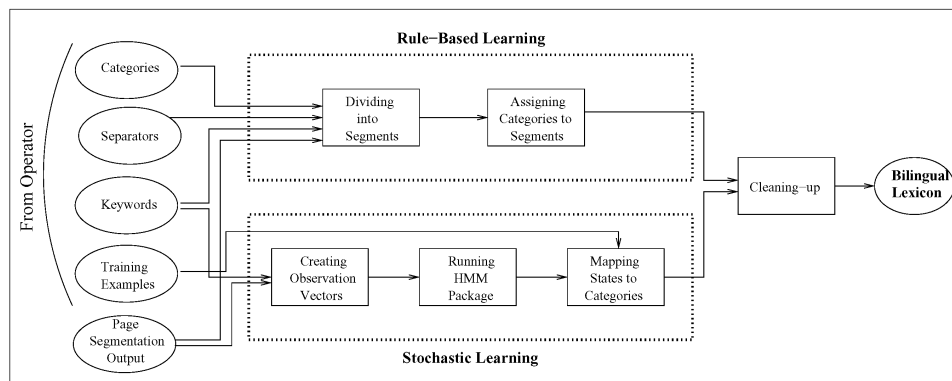 Rule-Based Learning
From Operator
Categories
Separators
Keywords
Training
Examples
Page
Segmentation
Output
Dividing
into
Segments
Assigning
Categories to
Segments
Creating
Observation
Vectors
Running
HMM
Package
Mapping
States to
Categories
Cleaning-up
Bilingual
Lexicon
Stochastic Learning